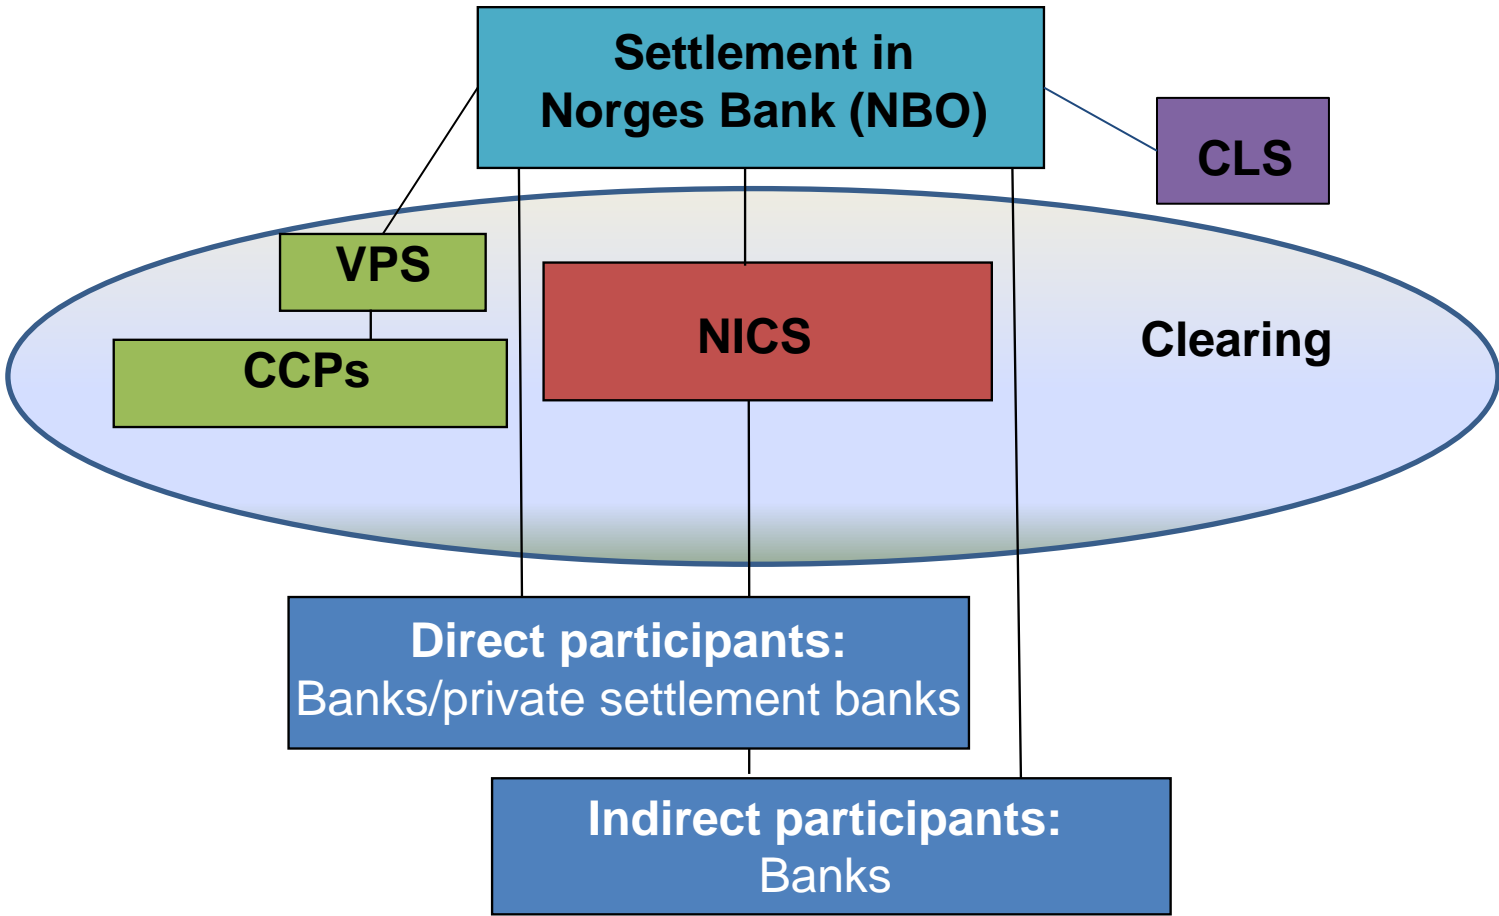 Settlement in
Norges Bank (NBO)
CLS
VPS
NICS
Clearing
CCPs
Direct participants:
Banks/private settlement banks
Indirect participants:
Banks